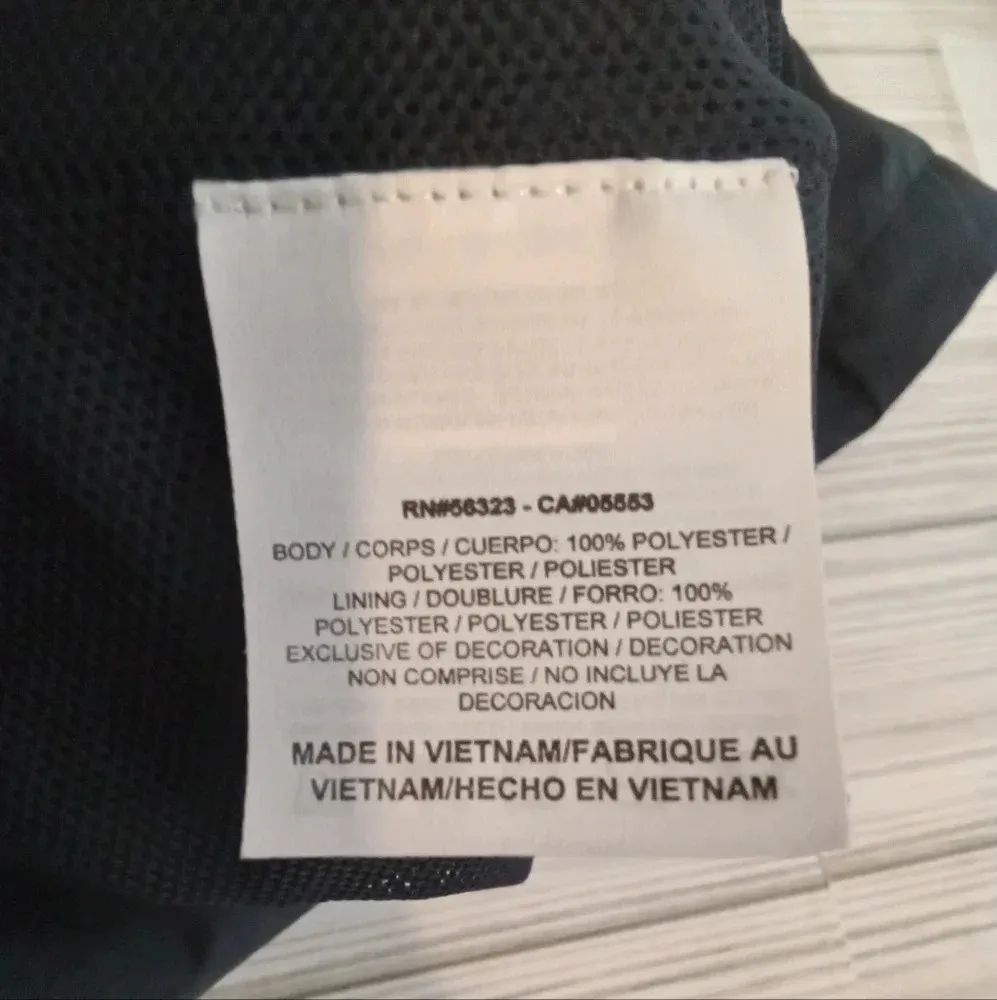 RN#56323 - CA#05553
BODY / CORPS / CUERPO: 100% POLYESTER /
POLYESTER / POLIESTER
LINING / DOUBLURE / FORRO: 100%
POLYESTER / POLYESTER / POLIESTER
EXCLUSIVE OF DECORATION / DECORATION
NON COMPRISE / NO INCLUYE LA
DECORACION
MADE IN VIETNAM/FABRIQUE AU
VIETNAM/HECHO EN VIETNAM